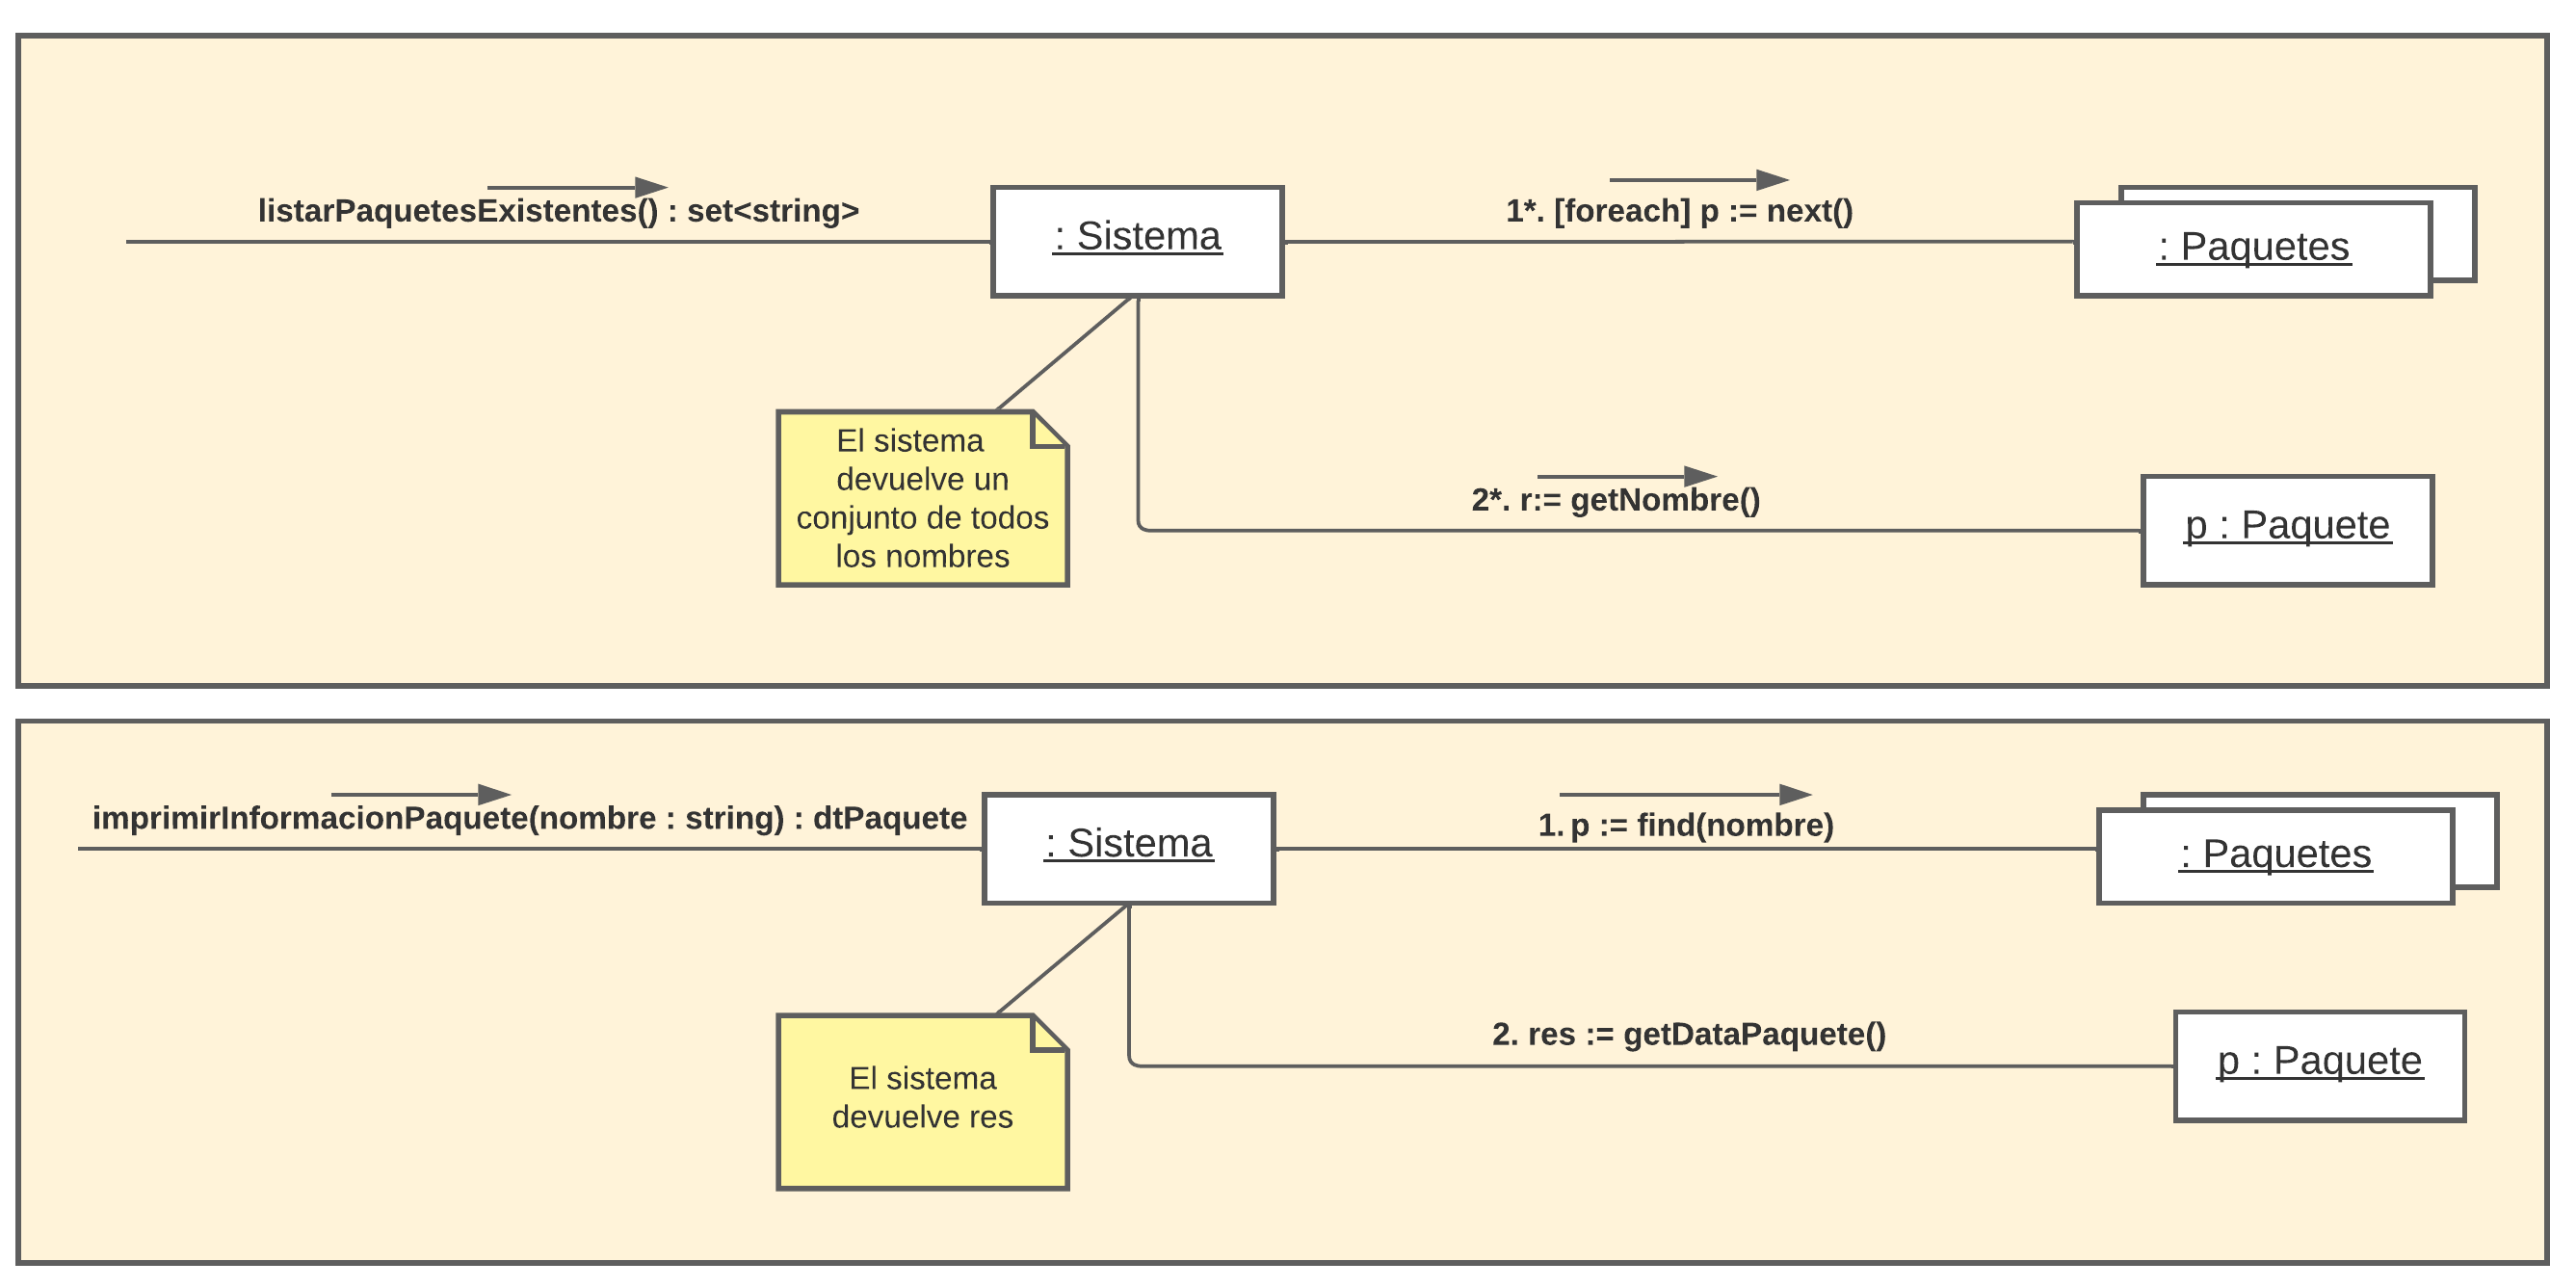 listarPaquetesExistentes() : set<string>
: Sistema
1*. [foreach] p := next()
: Paquetes
El sistema
devuelve un
conjunto de todos
los nombres
2*. r:= getNombre()
p : Paquete
imprimirInformacionPaquete(nombre : string) : dtPaquete
: Sistema
1. p := find(nombre)
: Paquetes
El sistema
devuelve res
2. res := getDataPaquete()
p : Paquete